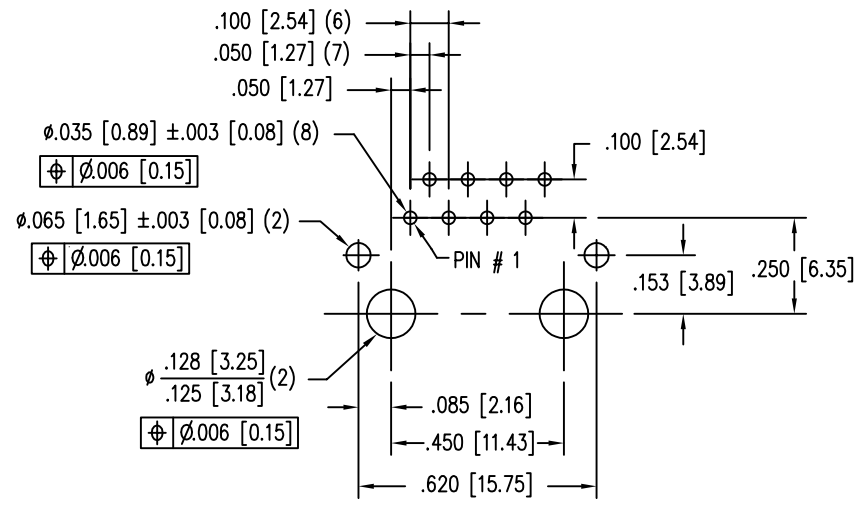 .100 [2.54] (6)
.050 [1.27] (7)
.050 [1.27]
ø.035 [0.89] ±.003 [0.08] (8)
.100 [2.54]
⌖ Ø.006 [0.15]
ø.065 [1.65] ±.003 [0.08] (2)
⌖ Ø.006 [0.15]
PIN # 1
.153 [3.89]
.250 [6.35]
ø .128 [3.25]
.125 [3.18] (2)
.085 [2.16]
⌖ Ø.006 [0.15]
.450 [11.43]
.620 [15.75]